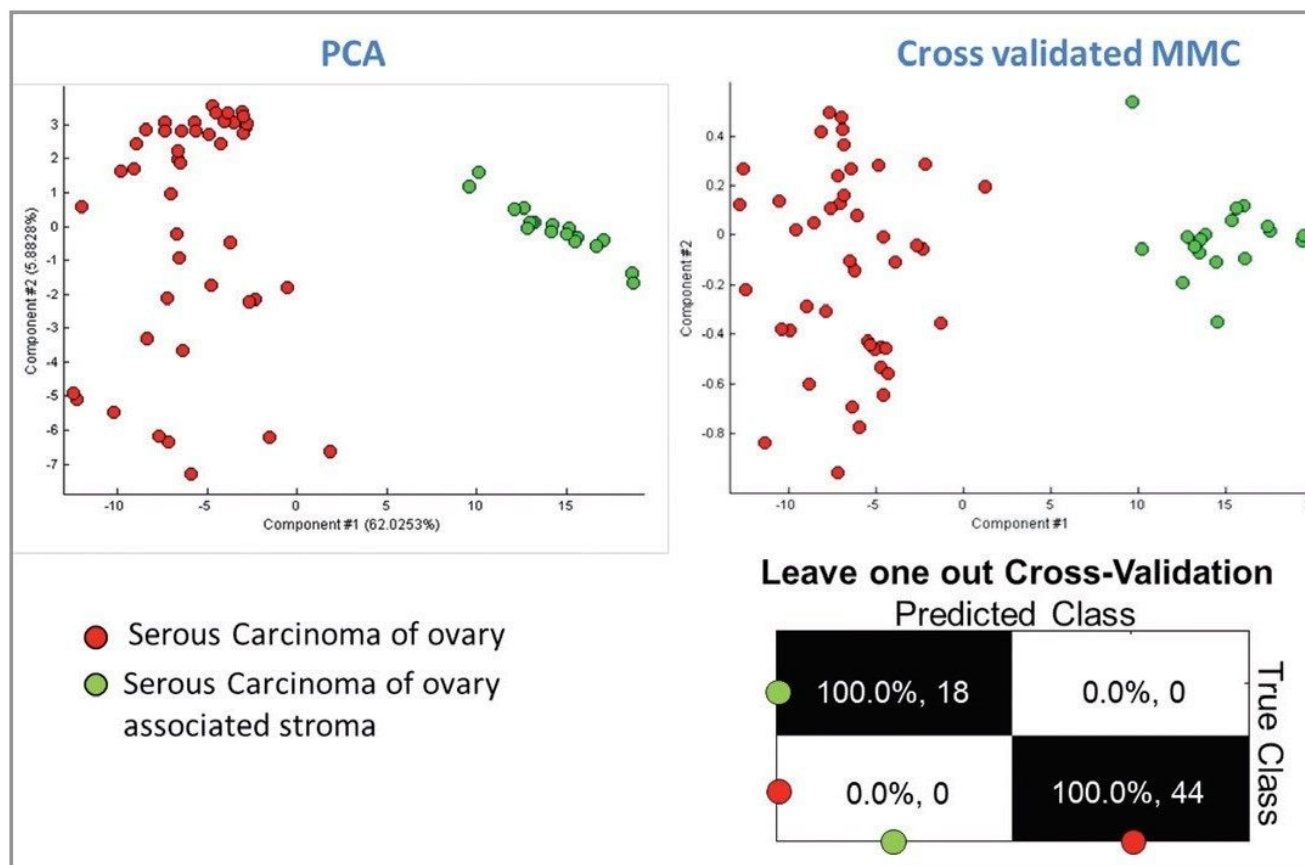 PCA
Component #2 (5.8828%)
3
2
1
0
-1
-2
-3
-4
-5
-6
-7
-10
-5
0
5
10
15
Component #1 (62.0253%)
Cross validated MMC
Component #2
0.4
0.2
0
-0.2
-0.4
-0.6
-0.8
-10
-5
0
5
10
15
Component #1
Serous Carcinoma of ovary
Serous Carcinoma of ovary
associated stroma
Leave one out Cross-Validation
Predicted Class
100.0%, 18
0.0%, 0
0.0%, 0
100.0%, 44
True Class